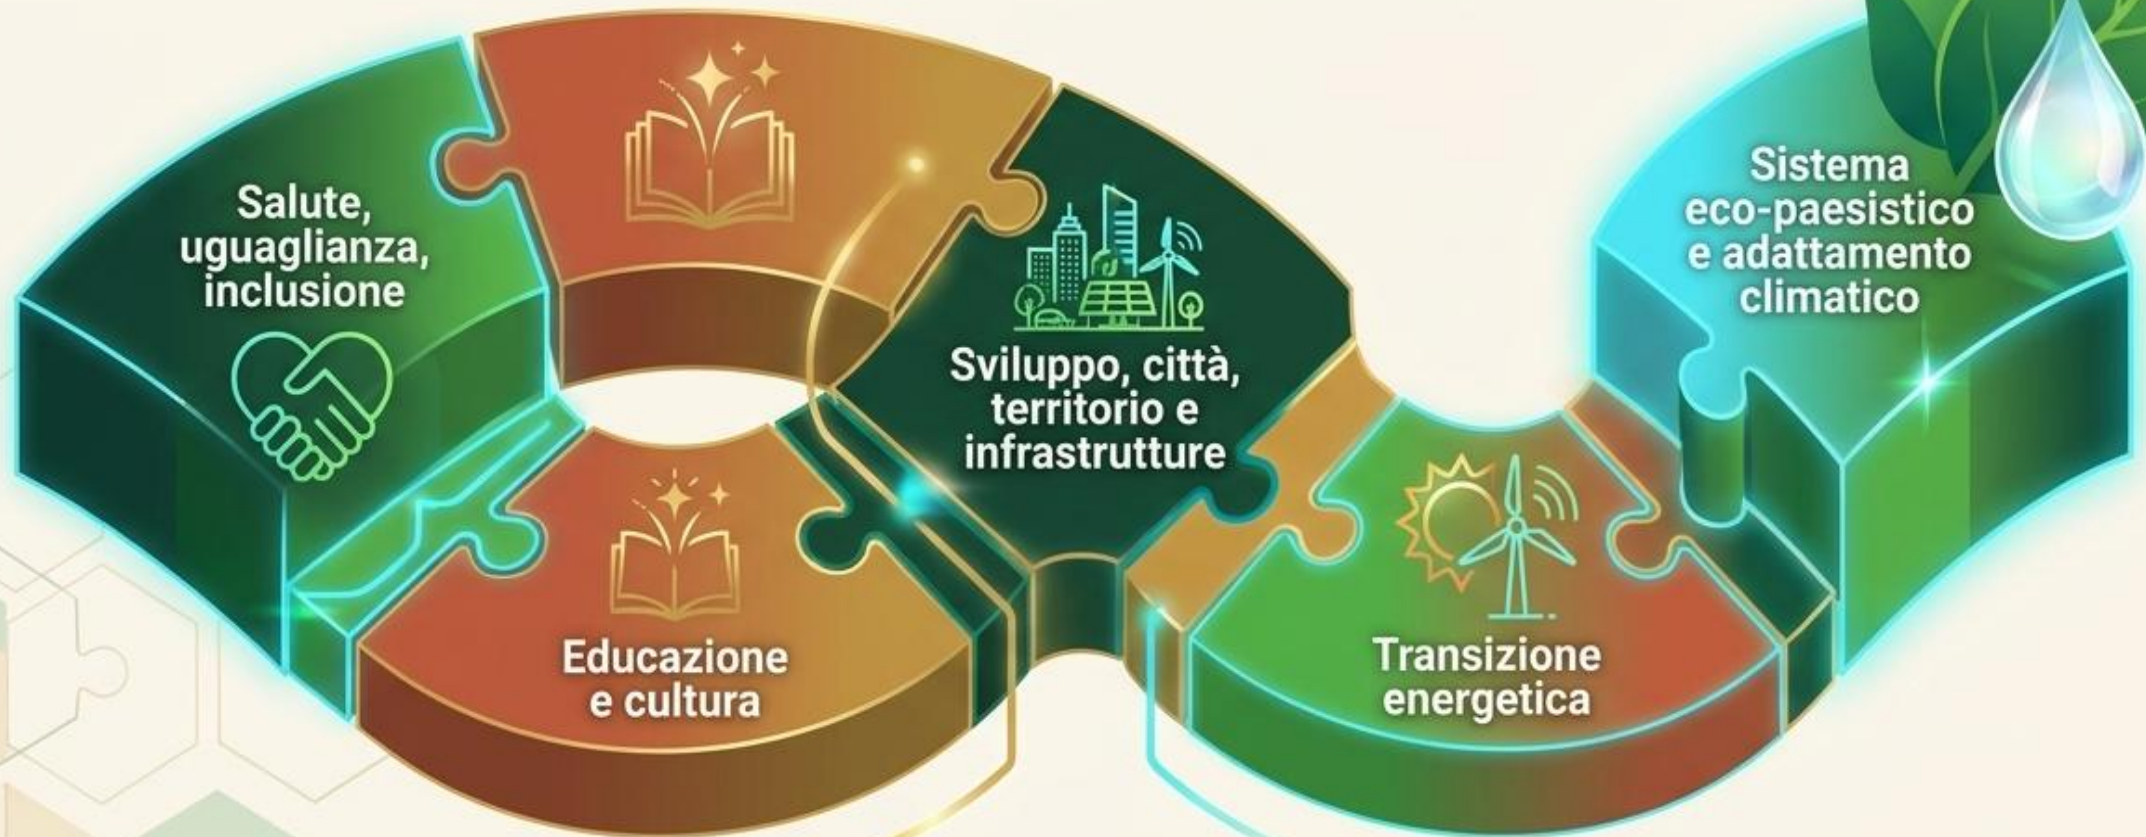 Salute,
uguaglianza,
inclusione
Sviluppo, città,
territorio e
infrastrutture
Sistema
eco-paesistico
e adattamento
climatico
Educazione
e cultura
Transizione
energetica